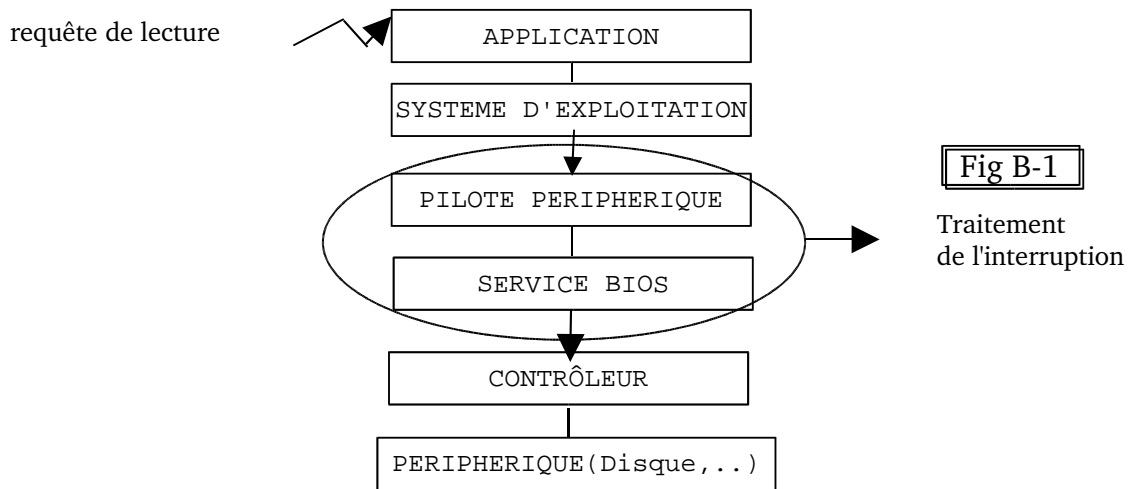 requête de lecture
APPLICATION
SYSTEME D'EXPLOITATION
PILOTE PERIPHERIQUE
Fig B-1
Traitement
de l'interruption
SERVICE BIOS
CONTRÔLEUR
PERIPHERIQUE(Disque,..)